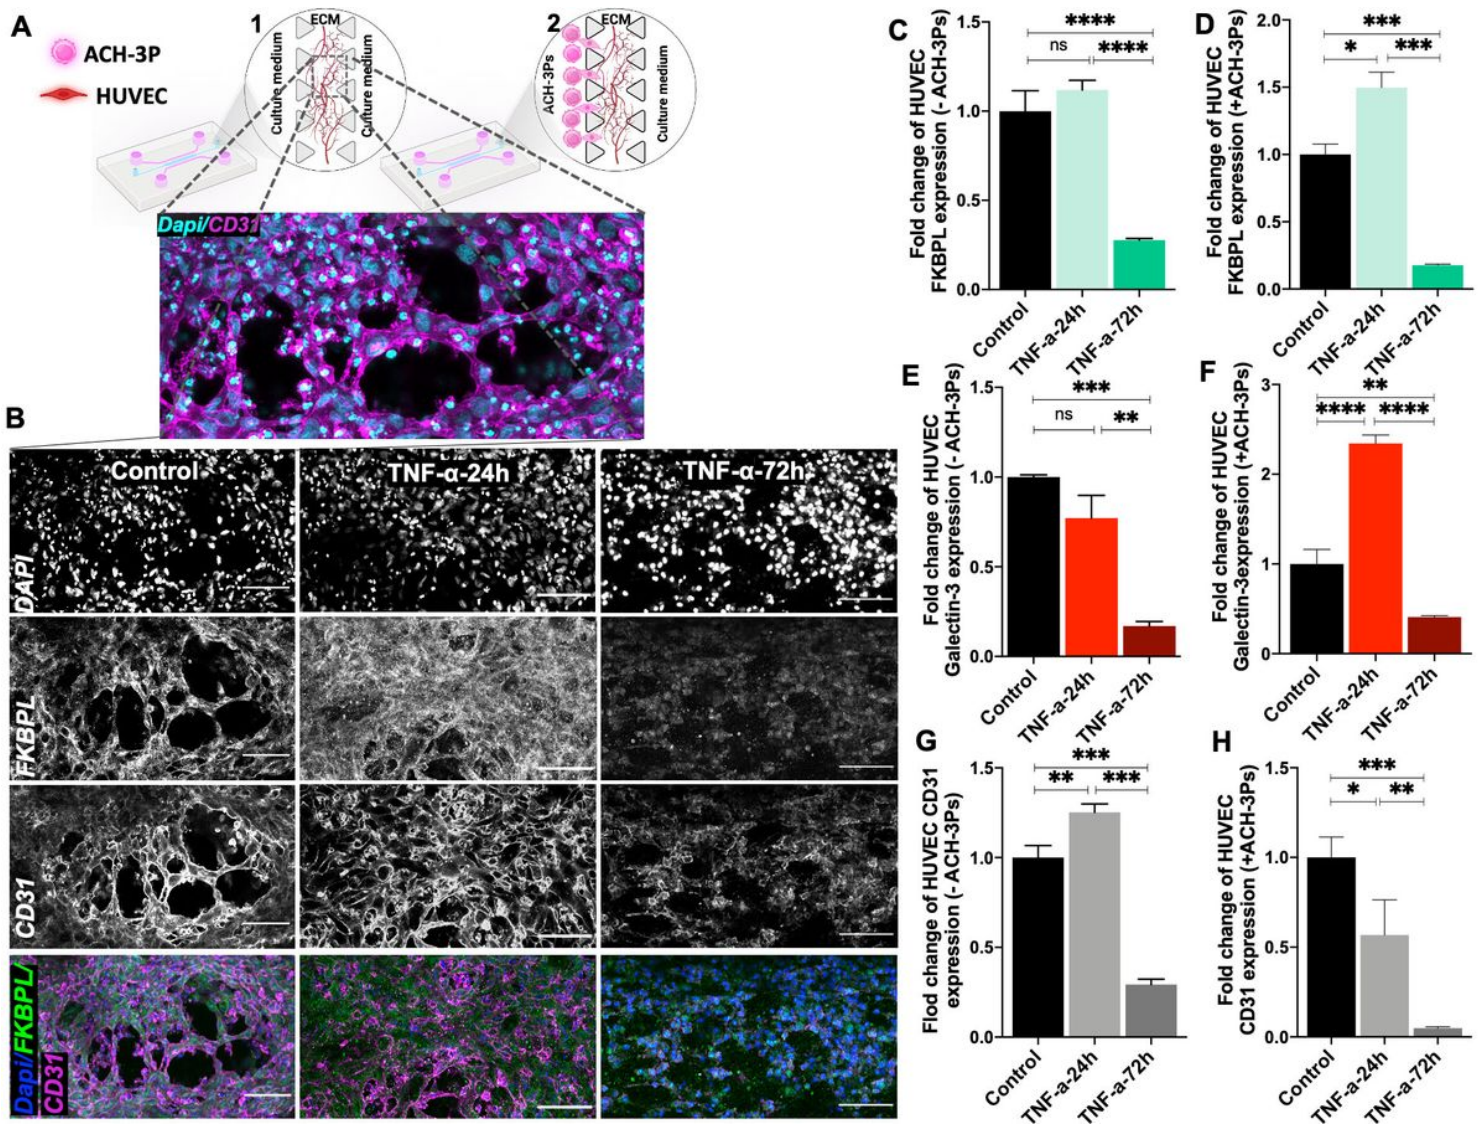 A
ACH-3P
HUVEC
1
ECM
Culture medium
Culture medium
2
ECM
ACH-3Ps
Culture medium
Dapi/CD31
B
Control
TNF-α-24h
TNF-α-72h
DAPI
FKBPL
CD31
Dapi/FKBPL/
CD31
C
Fold change of HUVEC
FKBPL expression (- ACH-3Ps)
1.5
1.0
0.5
0.0
****
ns
****
Control
TNF-a-24h
TNF-a-72h
D
Fold change of HUVEC
FKBPL expression (+ACH-3Ps)
2.0
1.5
1.0
0.5
0.0
***
*
***
Control
TNF-a-24h
TNF-a-72h
E
Fold change of HUVEC
Galectin-3 expression (- ACH-3Ps)
1.5
1.0
0.5
0.0
***
ns
**
Control
TNF-a-24h
TNF-a-72h
F
Fold change of HUVEC
Galectin-3expression (+ACH-3Ps)
3
2
1
0
**
****
****
Control
TNF-a-24h
TNF-a-72h
G
Flod change of HUVEC CD31
expression (- ACH-3Ps)
1.5
1.0
0.5
0.0
***
**
***
Control
TNF-a-24h
TNF-a-72h
H
Fold change of HUVEC
CD31 expression (+ACH-3Ps)
1.5
1.0
0.5
0.0
***
*
**
Control
TNF-a-24h
TNF-a-72h